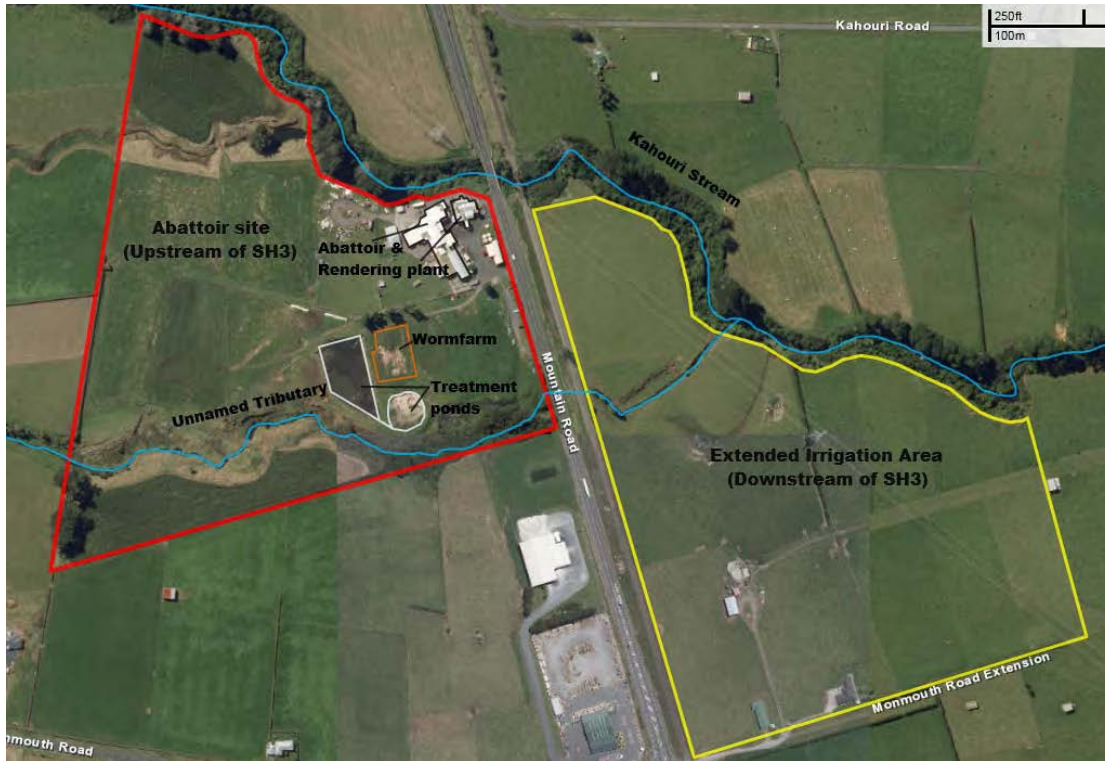 250ft
100m
Kahouri Road
Kahouri Stream
Abattoir site
(Upstream of SH3)
Abattoir &
Rendering plant
Wormfarm
Mountain Road
Treatment
ponds
Unnamed Tributary
Extended Irrigation Area
(Downstream of SH3)
Monmouth Road Extension
nmouth Road